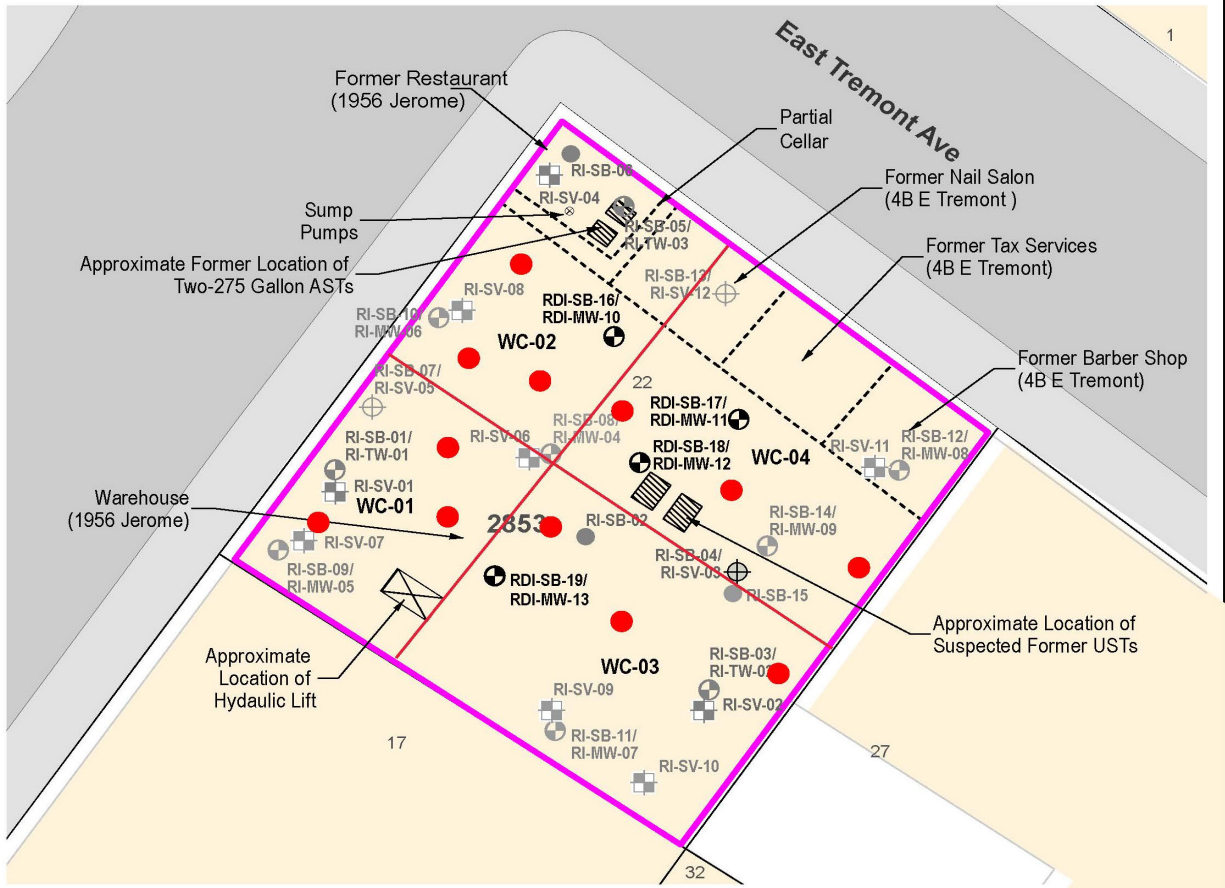 1
East Tremont Ave
Former Restaurant
(1956 Jerome)
Partial
Cellar
Former Nail Salon
(4B E Tremont )
RI-SB-06
RI-SV-04
Sump
Pumps
RI-SB-05/
RI-TW-03
Former Tax Services
(4B E Tremont)
Approximate Former Location of
Two-275 Gallon ASTs
RI-SB-13/
RI-SV-12
RI-SV-08
RDI-SB-16/
RDI-MW-10
RI-SB-10/
RI-MW-06
WC-02
Former Barber Shop
(4B E Tremont)
RI-SB-07/
RI-SV-05
22
RDI-SB-17/
RDI-MW-11
RI-SB-08/
RI-MW-04
RI-SV-06
RI-SB-01/
RI-TW-01
RDI-SB-18/
RDI-MW-12
WC-04
RI-SV-11
RI-SB-12/
RI-MW-08
RI-SV-01
WC-01
Warehouse
(1956 Jerome)
2853
RI-SB-02
RI-SB-14/
RI-MW-09
RI-SV-07
RI-SB-09/
RI-MW-05
RI-SB-04/
RI-SV-03
RDI-SB-19/
RDI-MW-13
RI-SB-15
Approximate Location of
Suspected Former USTs
Approximate
Location of
Hydaulic Lift
WC-03
RI-SB-03/
RI-TW-02
RI-SV-09
RI-SV-02
RI-SB-11/
RI-MW-07
17
27
RI-SV-10
32